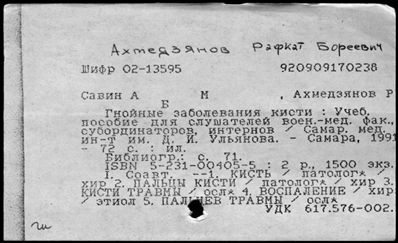 Ахмедзянов Рафкат Бореевич
Шифр 02-13595 920909170238
Савин А М , Ахмедзянов Р
Б
Гнойные заболевания кисти : Учеб.
пособие для слушателей воен.-мед. фак.,
субординаторов, интернов / Самар. мед.
ин-т им. Д. И. Ульянова. - Самара, 1991
- 72 с. : ил.
Библиогр.: с. 71.
ISBN 5-231-00405-5 : 2 р., 1500 экз.
I. Соавт. --1. КИСТЬ / патолог* /
хир 2. ПАЛЬЦЫ КИСТИ / патолог* / хир 3.
КИСТИ ТРАВМЫ / осл* 4. ВОСПАЛЕНИЕ / хир
/ этиол 5. ПАЛЬЦЕВ ТРАВМЫ / осл*
УДК 617.576-002.